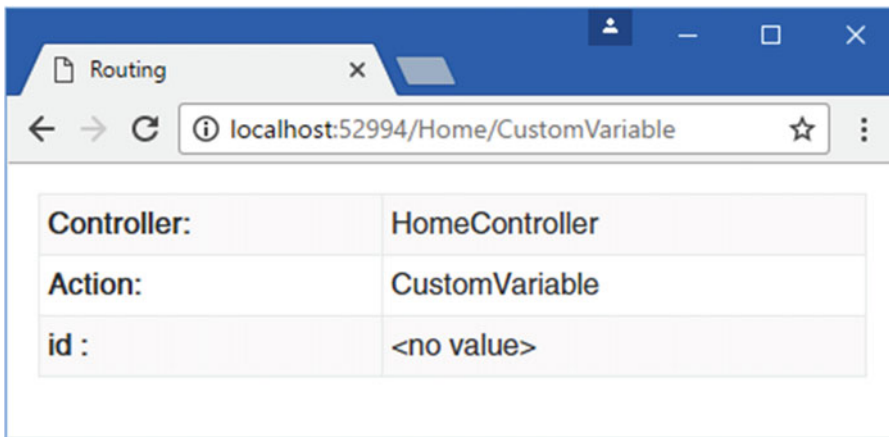 Routing
localhost:52994/Home/CustomVariable
Controller: HomeController
Action: CustomVariable
id : <no value>